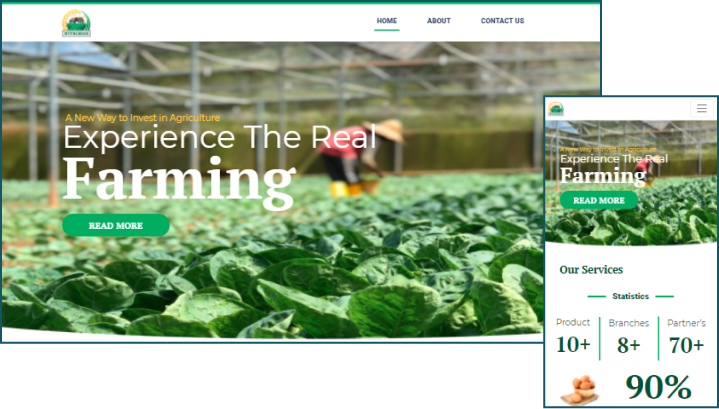 HOME ABOUT CONTACT US
A New Way to Invest in Agriculture
Experience The Real
Farming
READ MORE
A New Way to Invest in Agriculture
Experience The Real
Farming
READ MORE
Our Services
Statistics
Product Branches Partner's
10+ 8+ 70+
90%